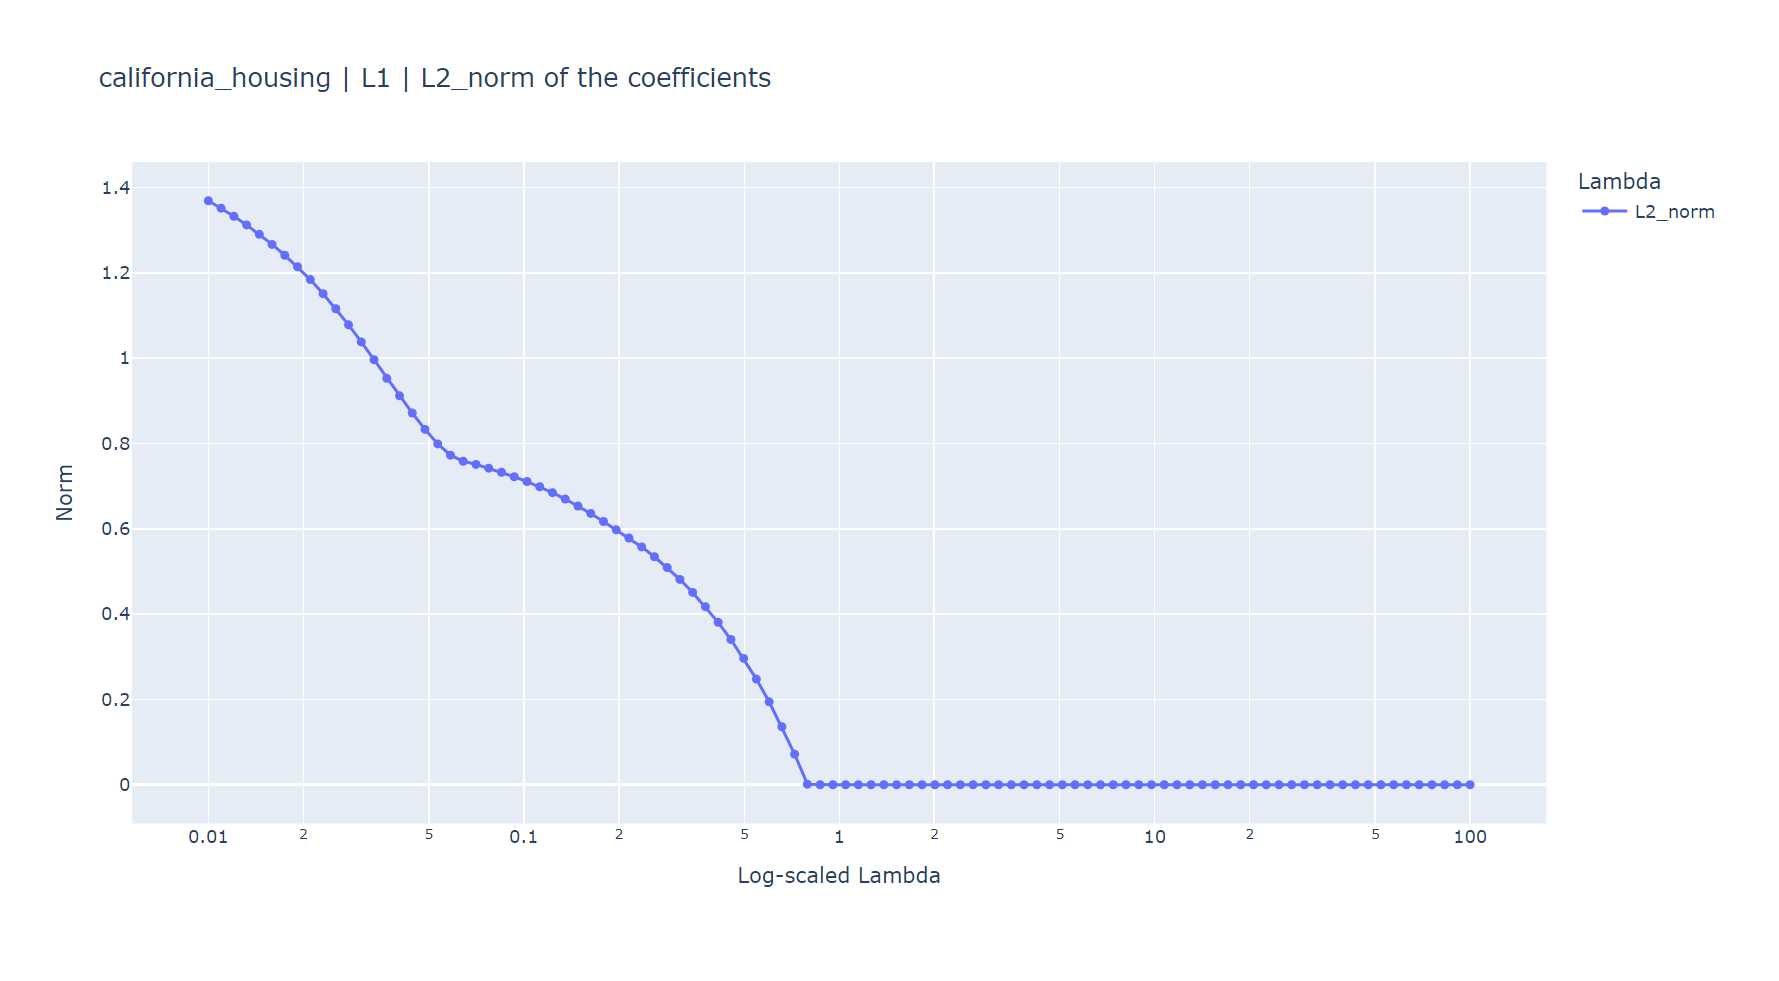 california_housing | L1 | L2_norm of the coefficients
Lambda
L2_norm
1.4
1.2
1
0.8
0.6
0.4
0.2
0
Norm
0.01 2 5 0.1 2 5 1 2 5 10 2 5 100
Log-scaled Lambda